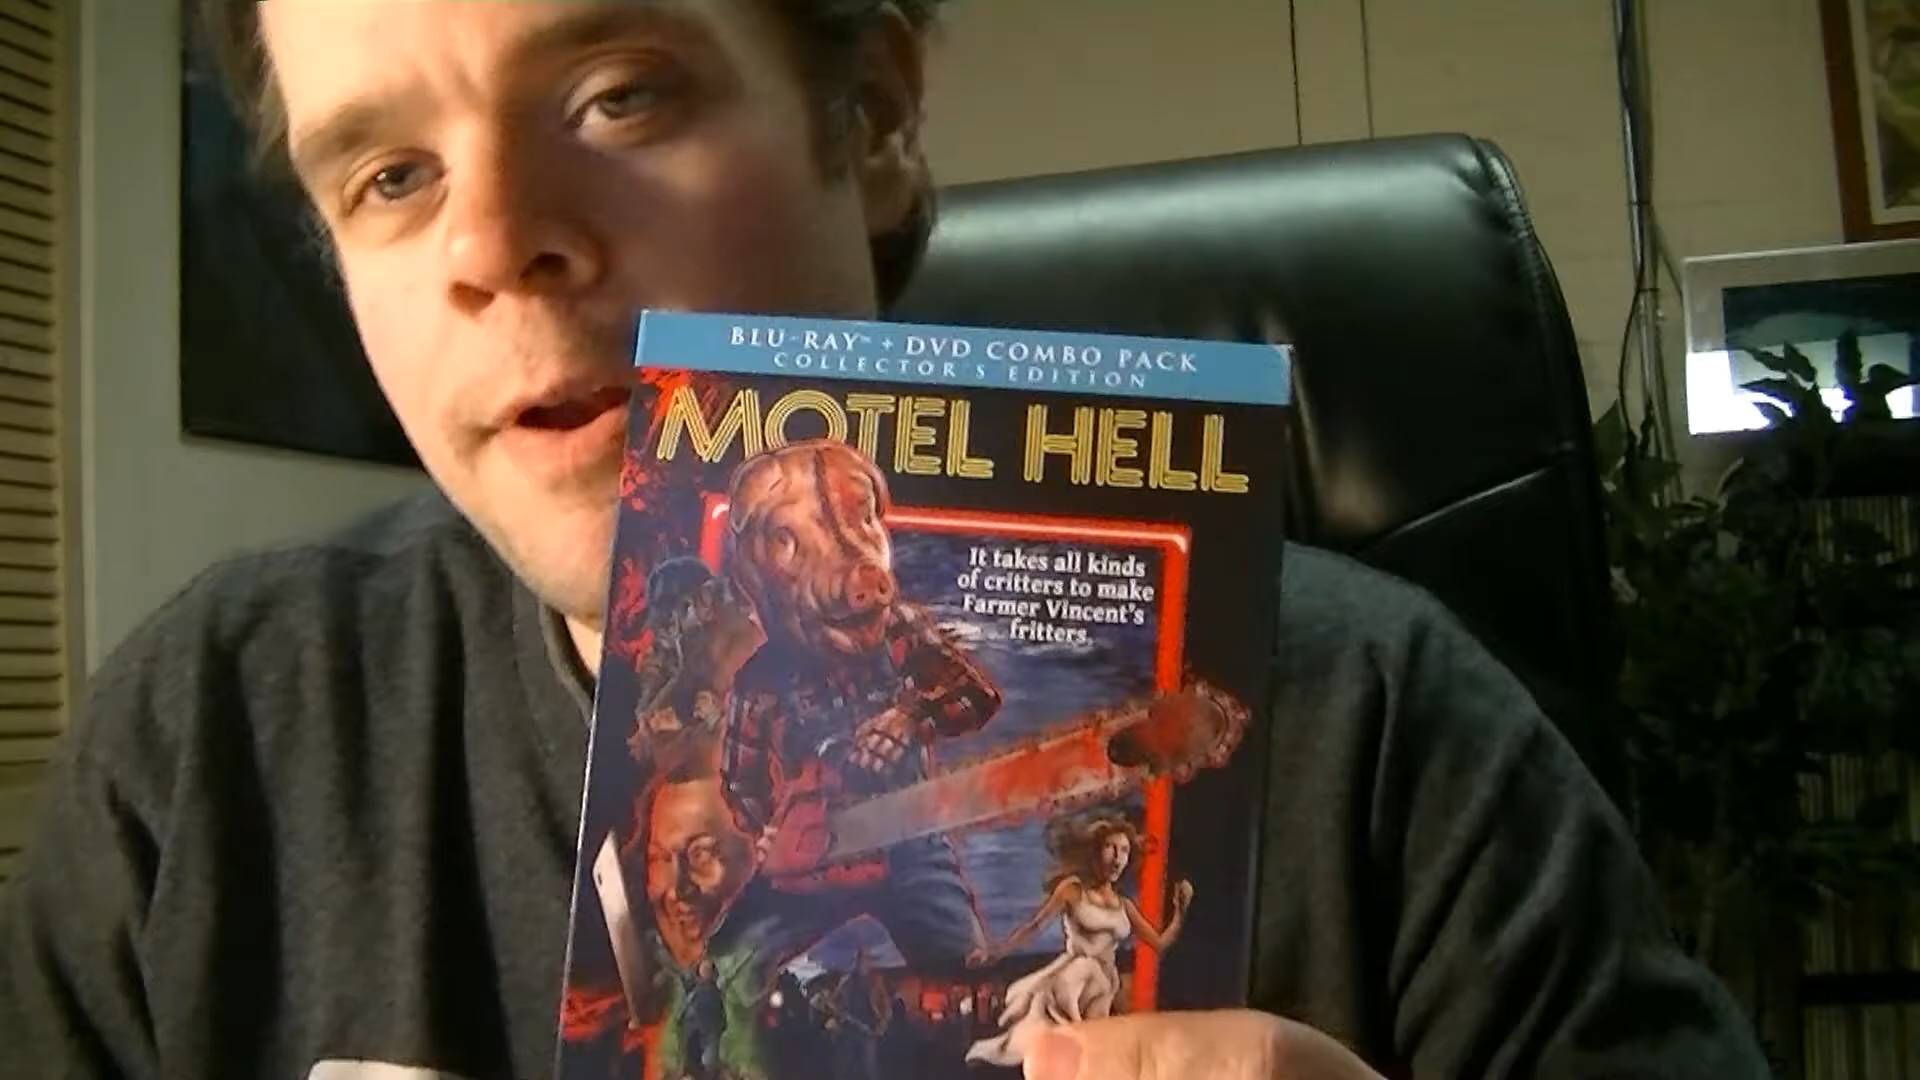 BLU-RAY™ + DVD COMBO PACK
COLLECTOR'S EDITION
MOTEL HELL
It takes all kinds
of critters to make
Farmer Vincent's
fritters.